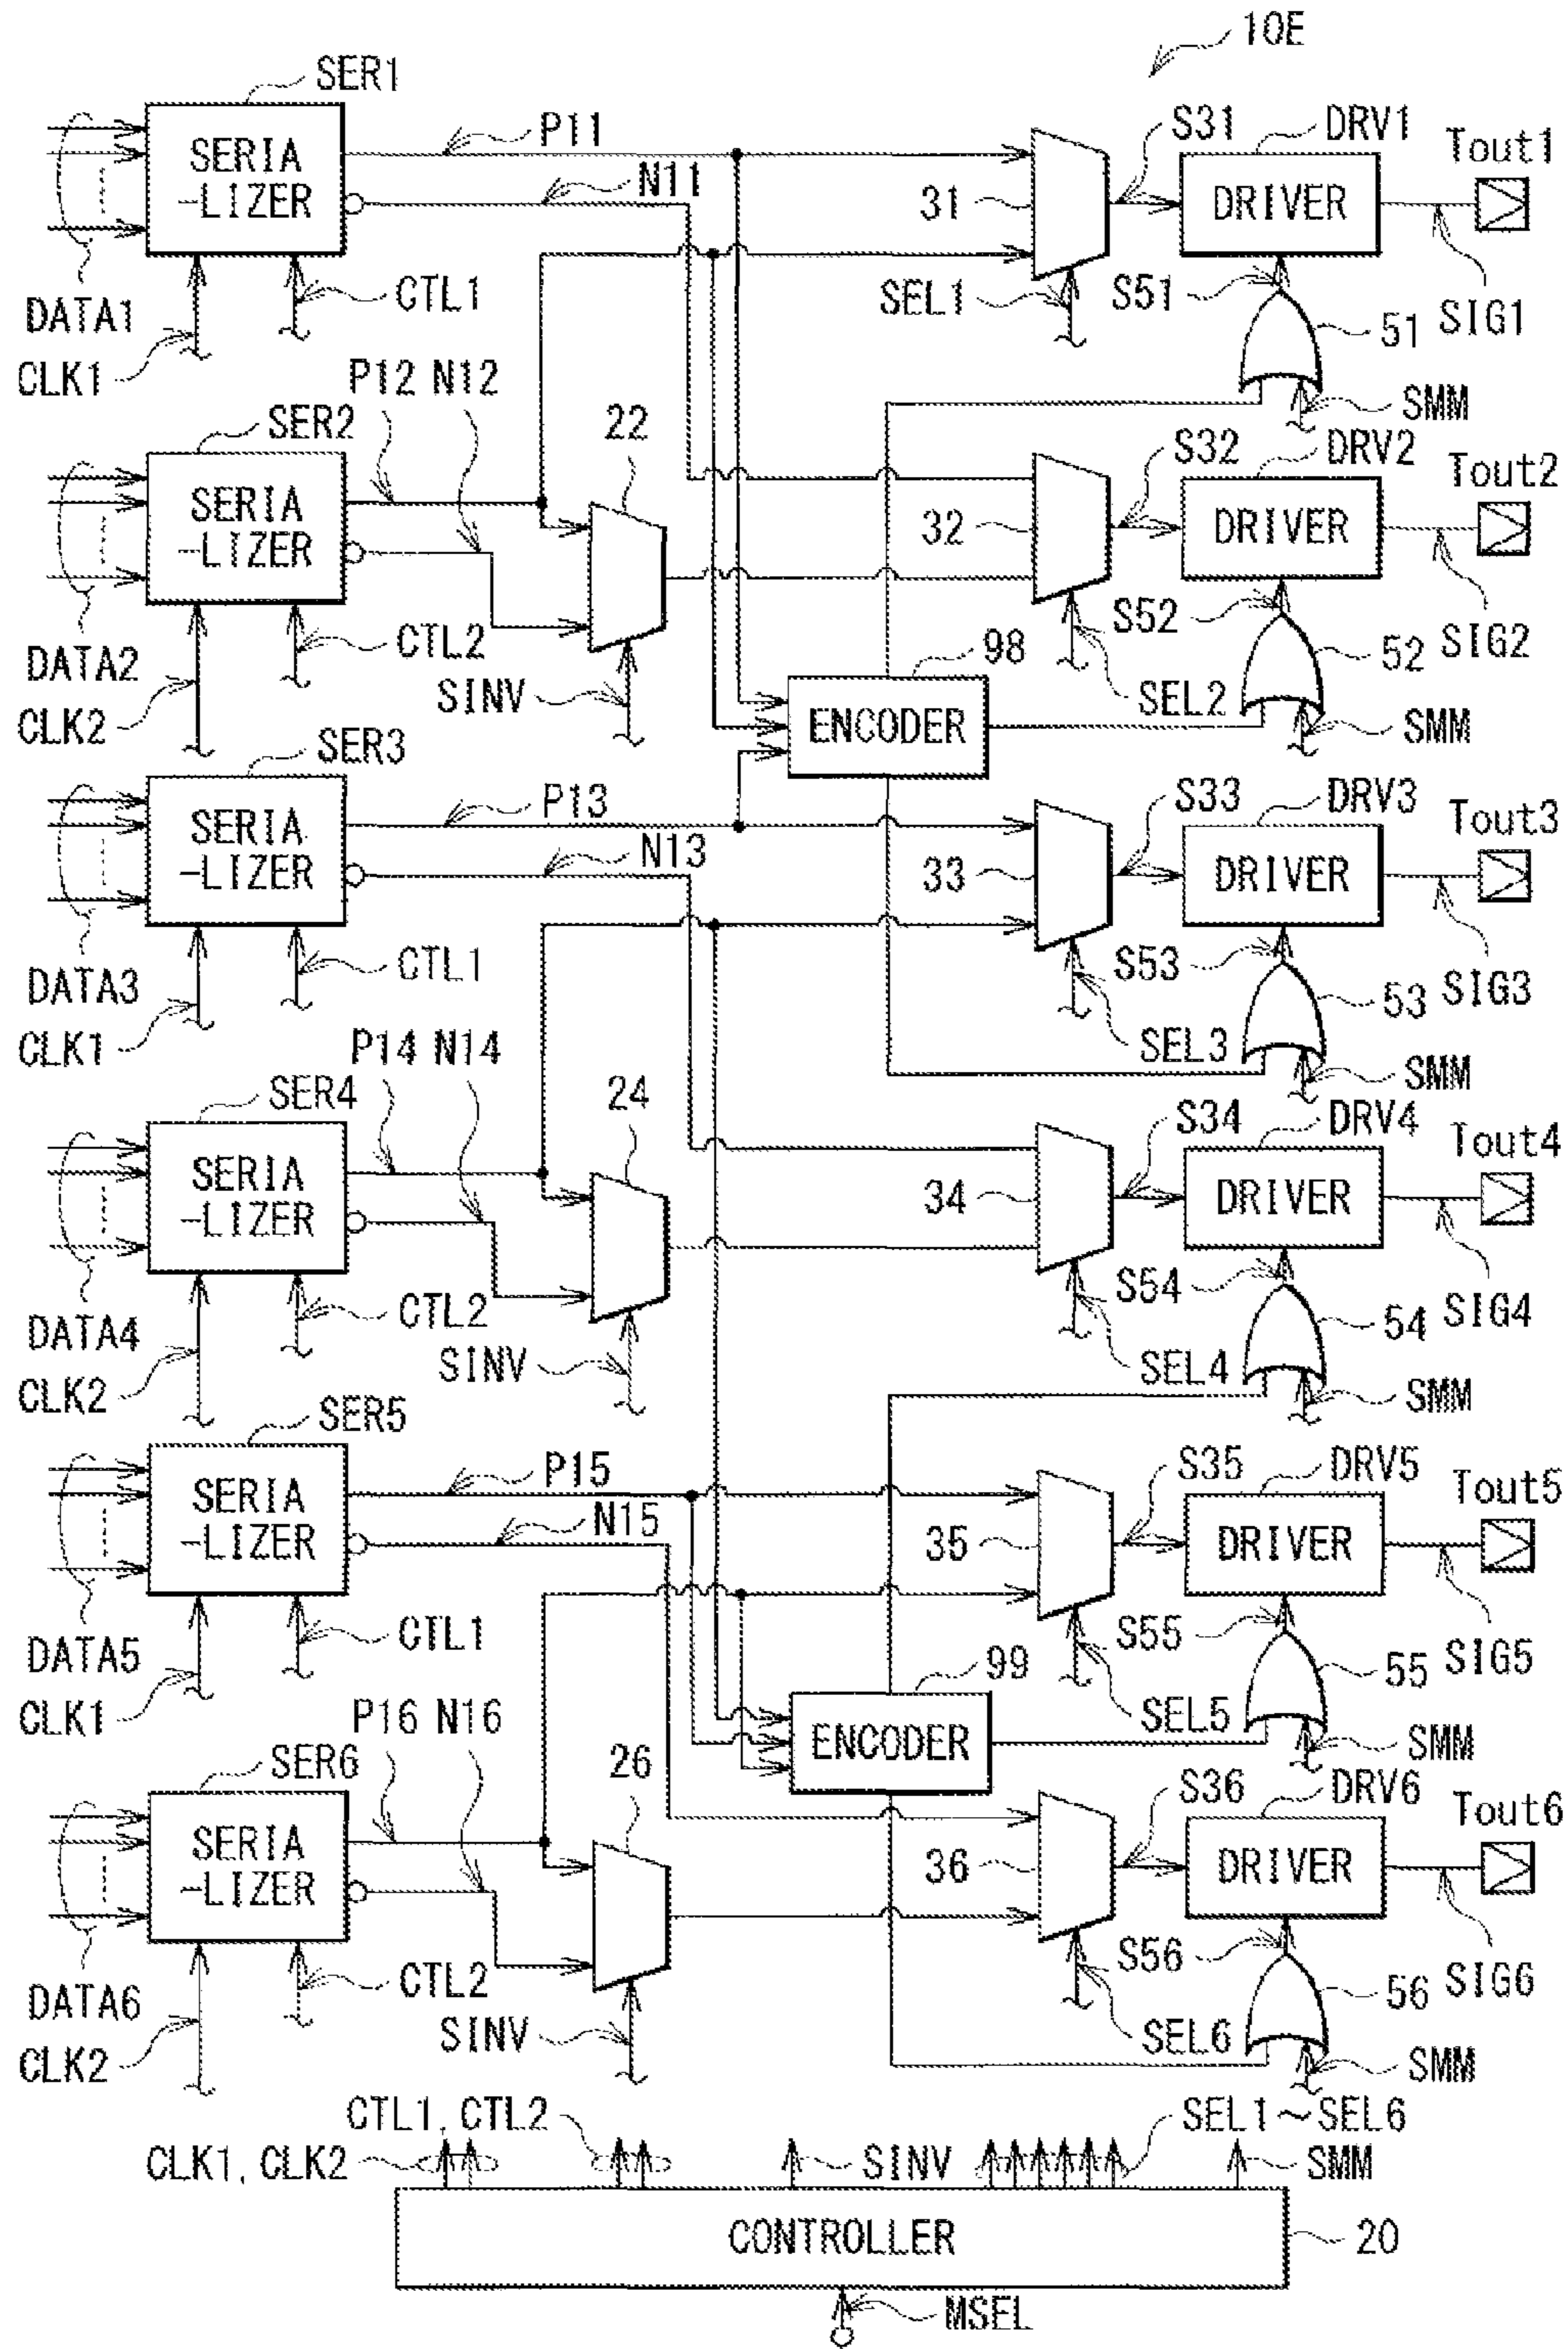 10E
SER1
SERIA
-LIZER
P11
N11
31
S31
DRV1
DRIVER
Tout1
DATA1
CTL1
CLK1
SEL1
S51
51
SIG1
SMM
P12 N12
SER2
SERIA
-LIZER
22
32
S32
DRV2
DRIVER
Tout2
DATA2
CTL2
CLK2
SINV
98
ENCODER
SEL2
S52
52
SIG2
SMM
SER3
SERIA
-LIZER
P13
N13
33
S33
DRV3
DRIVER
Tout3
DATA3
CTL1
CLK1
SEL3
S53
53
SIG3
SMM
P14 N14
SER4
SERIA
-LIZER
24
34
S34
DRV4
DRIVER
Tout4
DATA4
CTL2
CLK2
SINV
SEL4
S54
54
SIG4
SMM
SER5
SERIA
-LIZER
P15
N15
35
S35
DRV5
DRIVER
Tout5
DATA5
CTL1
CLK1
99
ENCODER
SEL5
S55
55
SIG5
SMM
P16 N16
SER6
SERIA
-LIZER
26
36
S36
DRV6
DRIVER
Tout6
DATA6
CTL2
CLK2
SINV
SEL6
S56
56
SIG6
SMM
CTL1, CTL2
SEL1～SEL6
CLK1, CLK2
SINV
SMM
CONTROLLER
20
MSEL